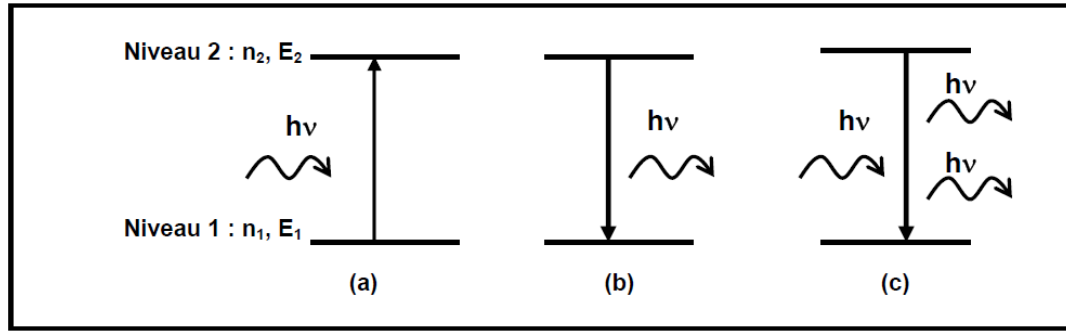 Niveau 2 : n₂, E₂
hν
hν
hν
hν
hν
Niveau 1 : n₁, E₁
(a)
(b)
(c)